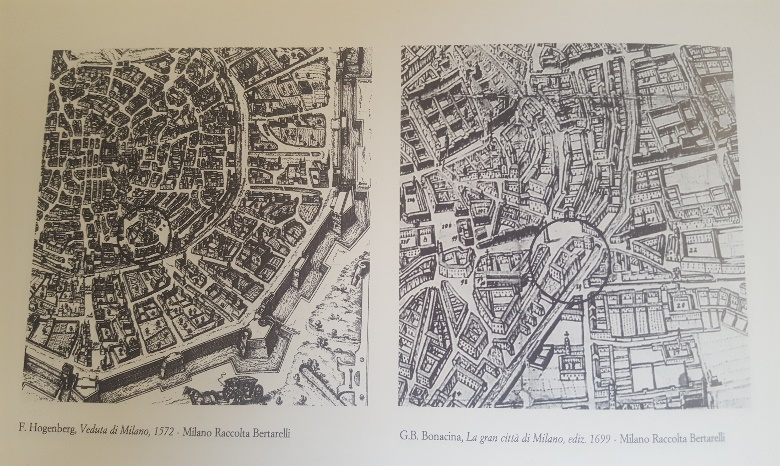 F. Hogenberg, Veduta di Milano, 1572 - Milano Raccolta Bertarelli
G.B. Bonacina, La gran città di Milano, ediz. 1699 - Milano Raccolta Bertarelli